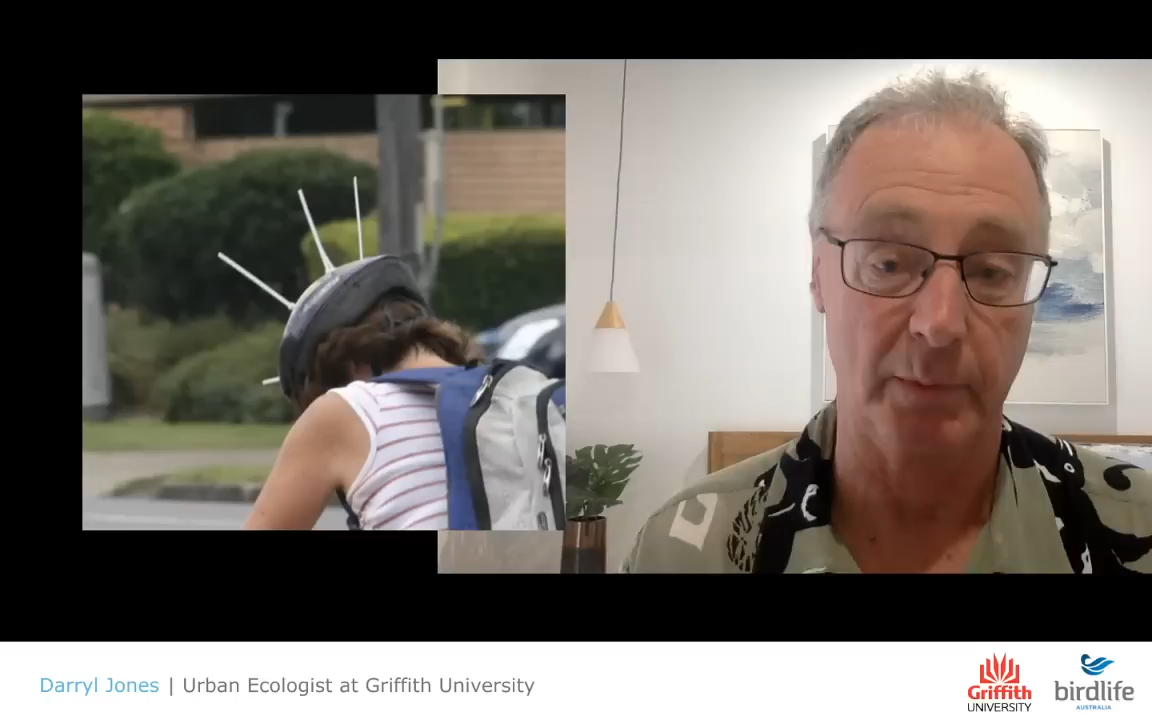 Darryl Jones | Urban Ecologist at Griffith University
Griffith
UNIVERSITY
birdlife
AUSTRALIA